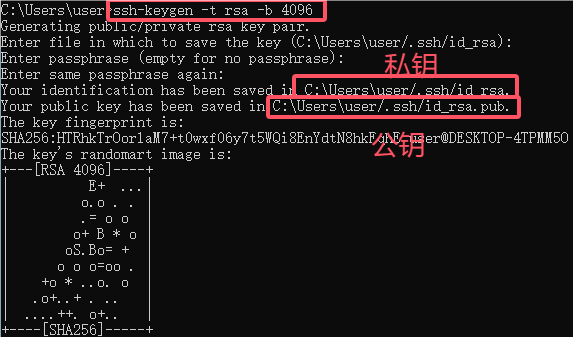 C:\Users\user>ssh-keygen -t rsa -b 4096
Generating public/private rsa key pair.
Enter file in which to save the key (C:\Users\user/.ssh/id_rsa):
Enter passphrase (empty for no passphrase):
Enter same passphrase again:
私钥
Your identification has been saved in C:\Users\user/.ssh/id_rsa.
Your public key has been saved in C:\Users\user/.ssh/id_rsa.pub.
The key fingerprint is:
公钥
user@DESKTOP-4TPMM5O
The key's randomart image is:
+---[RSA 4096]----+
|           E+  ...|
|          o.o . . |
|          .= o o  |
|         o+ B * o |
|        oS.Bo= +  |
|       o o o=oo . |
|     +o * ..o. o  |
|    .o+..+ . ..   |
|   ....++. o+..   |
+----[SHA256]-----+